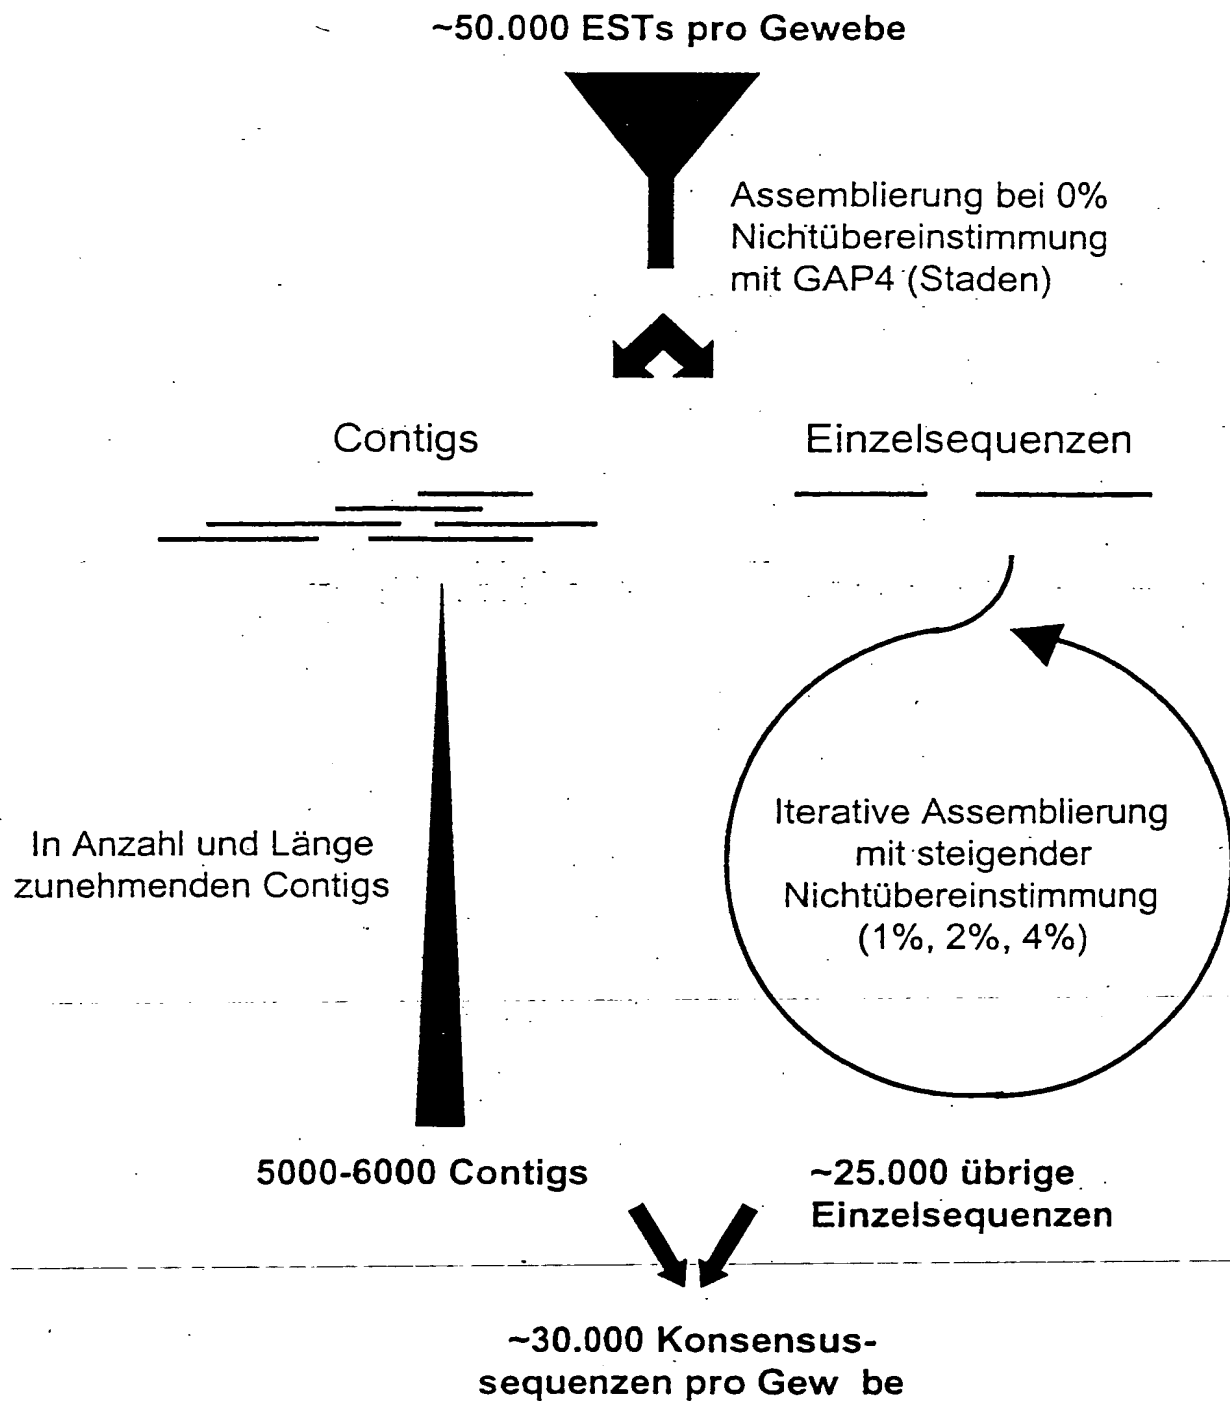 ~50.000 ESTs pro Gewebe
Assemblierung bei 0%
Nichtübereinstimmung
mit GAP4 (Staden)
Contigs
Einzelsequenzen
In Anzahl und Länge
zunehmenden Contigs
Iterative Assemblierung
mit steigender
Nichtübereinstimmung
(1%, 2%, 4%)
5000-6000 Contigs
~25.000 übrige
Einzelsequenzen
~30.000 Konsensus-
sequenzen pro Gew be